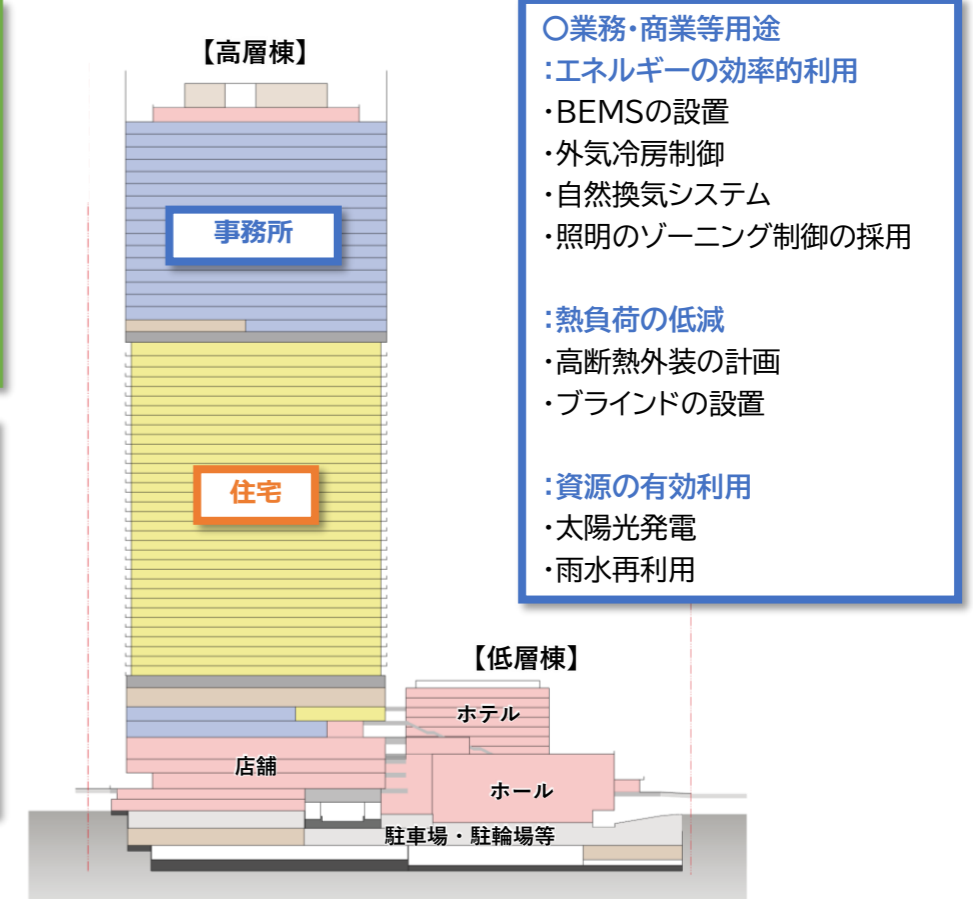 【高層棟】
事務所
住宅
【低層棟】
ホテル
店舗
ホール
駐車場・駐輪場等
〇業務・商業等用途
:エネルギーの効率的利用
・BEMSの設置
・外気冷房制御
・自然換気システム
・照明のゾーニング制御の採用
:熱負荷の低減
・高断熱外装の計画
・ブラインドの設置
:資源の有効利用
・太陽光発電
・雨水再利用